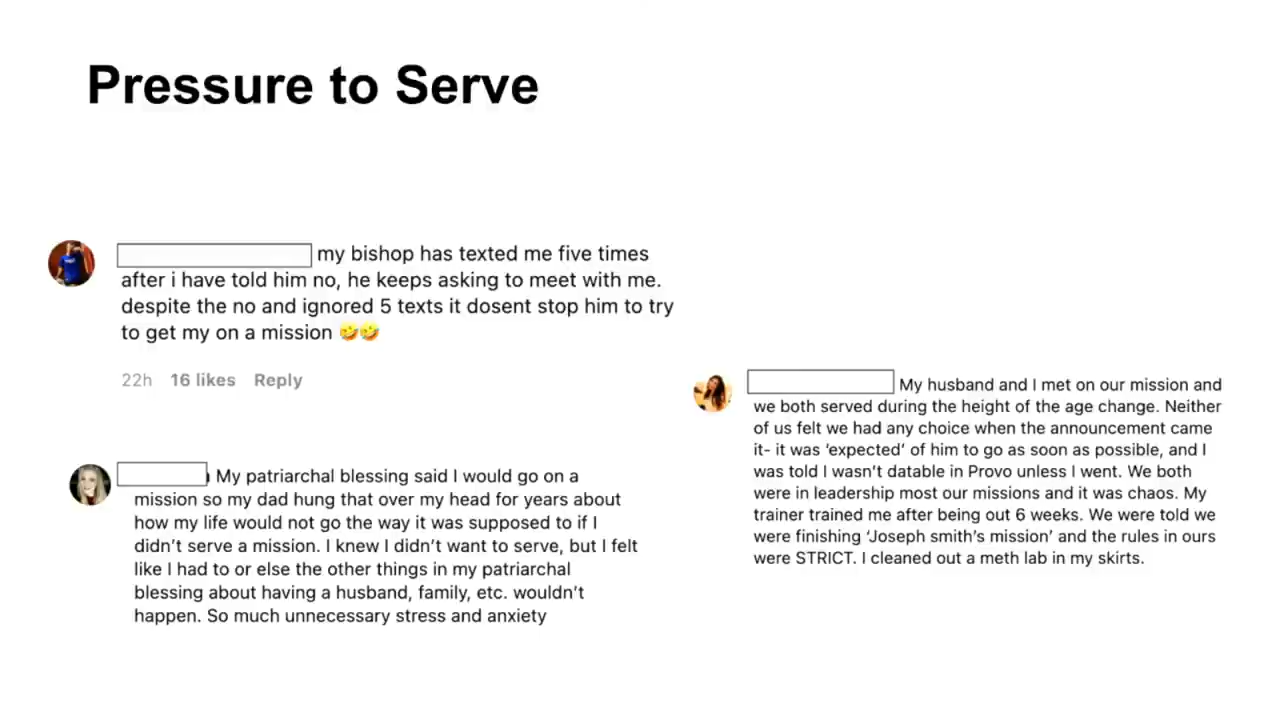 Pressure to Serve
my bishop has texted me five times
after i have told him no, he keeps asking to meet with me.
despite the no and ignored 5 texts it dosent stop him to try
to get my on a mission 🤣🤣
22h 16 likes Reply
My patriarchal blessing said I would go on a
mission so my dad hung that over my head for years about
how my life would not go the way it was supposed to if I
didn't serve a mission. I knew I didn't want to serve, but I felt
like I had to or else the other things in my patriarchal
blessing about having a husband, family, etc. wouldn't
happen. So much unnecessary stress and anxiety
My husband and I met on our mission and
we both served during the height of the age change. Neither
of us felt we had any choice when the announcement came
it- it was 'expected' of him to go as soon as possible, and I
was told I wasn't datable in Provo unless I went. We both
were in leadership most our missions and it was chaos. My
trainer trained me after being out 6 weeks. We were told we
were finishing 'Joseph smith's mission' and the rules in ours
were STRICT. I cleaned out a meth lab in my skirts.